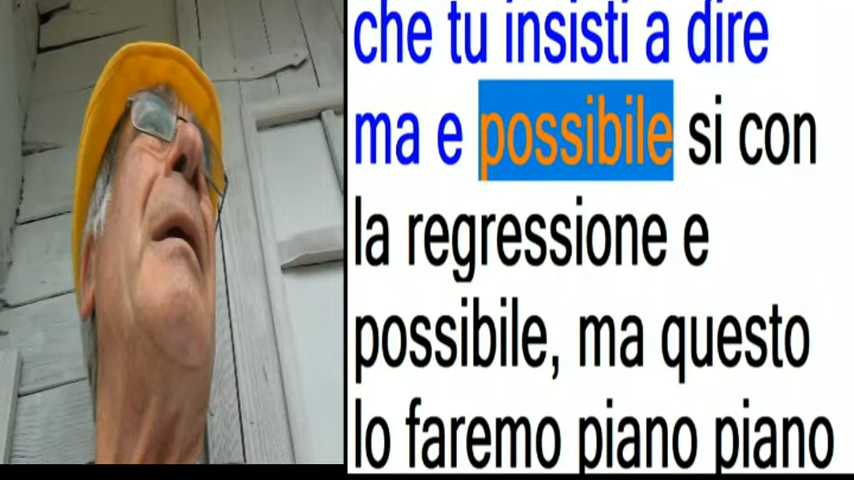 che tu insisti a dire
ma e possibile si con
la regressione e
possibile, ma questo
lo faremo piano piano